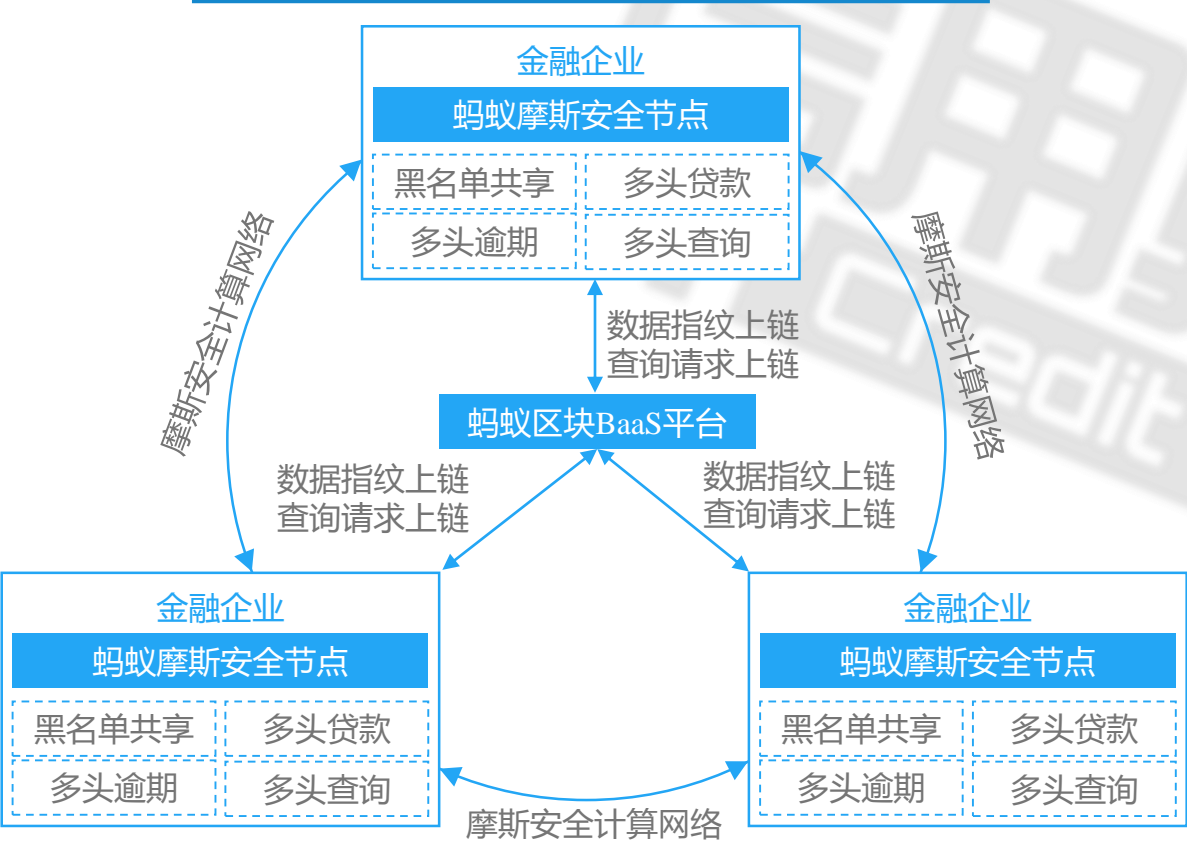 金融企业
蚂蚁摩斯安全节点
黑名单共享
多头贷款
多头逾期
多头查询
摩斯安全计算网络
摩斯安全计算网络
数据指纹上链
查询请求上链
蚂蚁区块BaaS平台
数据指纹上链
查询请求上链
数据指纹上链
查询请求上链
金融企业
蚂蚁摩斯安全节点
黑名单共享
多头贷款
多头逾期
多头查询
金融企业
蚂蚁摩斯安全节点
黑名单共享
多头贷款
多头逾期
多头查询
摩斯安全计算网络
Credit